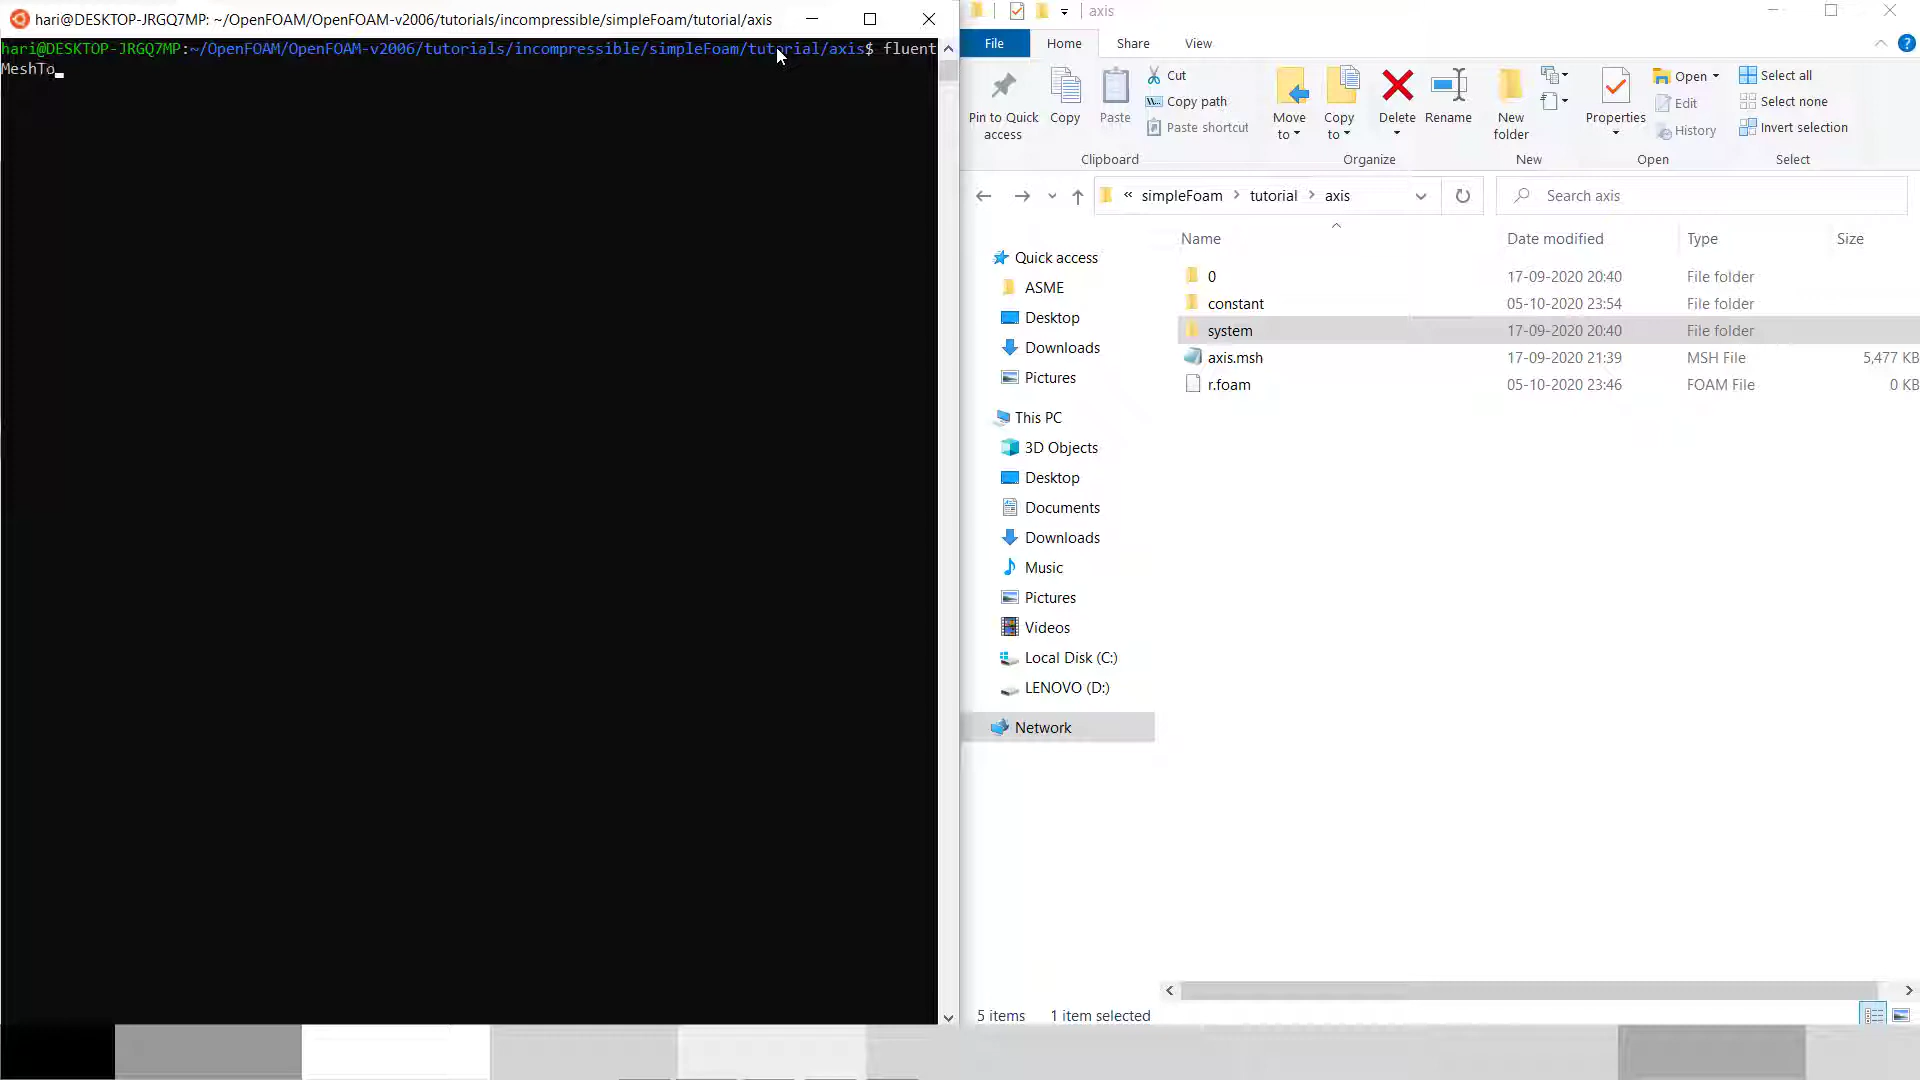 hari@DESKTOP-JRGQ7MP: ~/OpenFOAM/OpenFOAM-v2006/tutorials/incompressible/simpleFoam/tutorial/axis
hari@DESKTOP-JRGQ7MP:~/OpenFOAM/OpenFOAM-v2006/tutorials/incompressible/simpleFoam/tutorial/axis$ fluent
MeshTo
axis
File Home Share View
Pin to Quick access
Copy
Paste
Cut
Copy path
Paste shortcut
Clipboard
Move to
Copy to
Delete
Rename
Organize
New folder
New
Properties
Open
Edit
History
Open
Select all
Select none
Invert selection
Select
« simpleFoam > tutorial > axis
Search axis
Name Date modified Type Size
0 17-09-2020 20:40 File folder
constant 05-10-2020 23:54 File folder
system 17-09-2020 20:40 File folder
axis.msh 17-09-2020 21:39 MSH File 5,477 KB
r.foam 05-10-2020 23:46 FOAM File 0 KB
Quick access
ASME
Desktop
Downloads
Pictures
This PC
3D Objects
Desktop
Documents
Downloads
Music
Pictures
Videos
Local Disk (C:)
LENOVO (D:)
Network
5 items 1 item selected